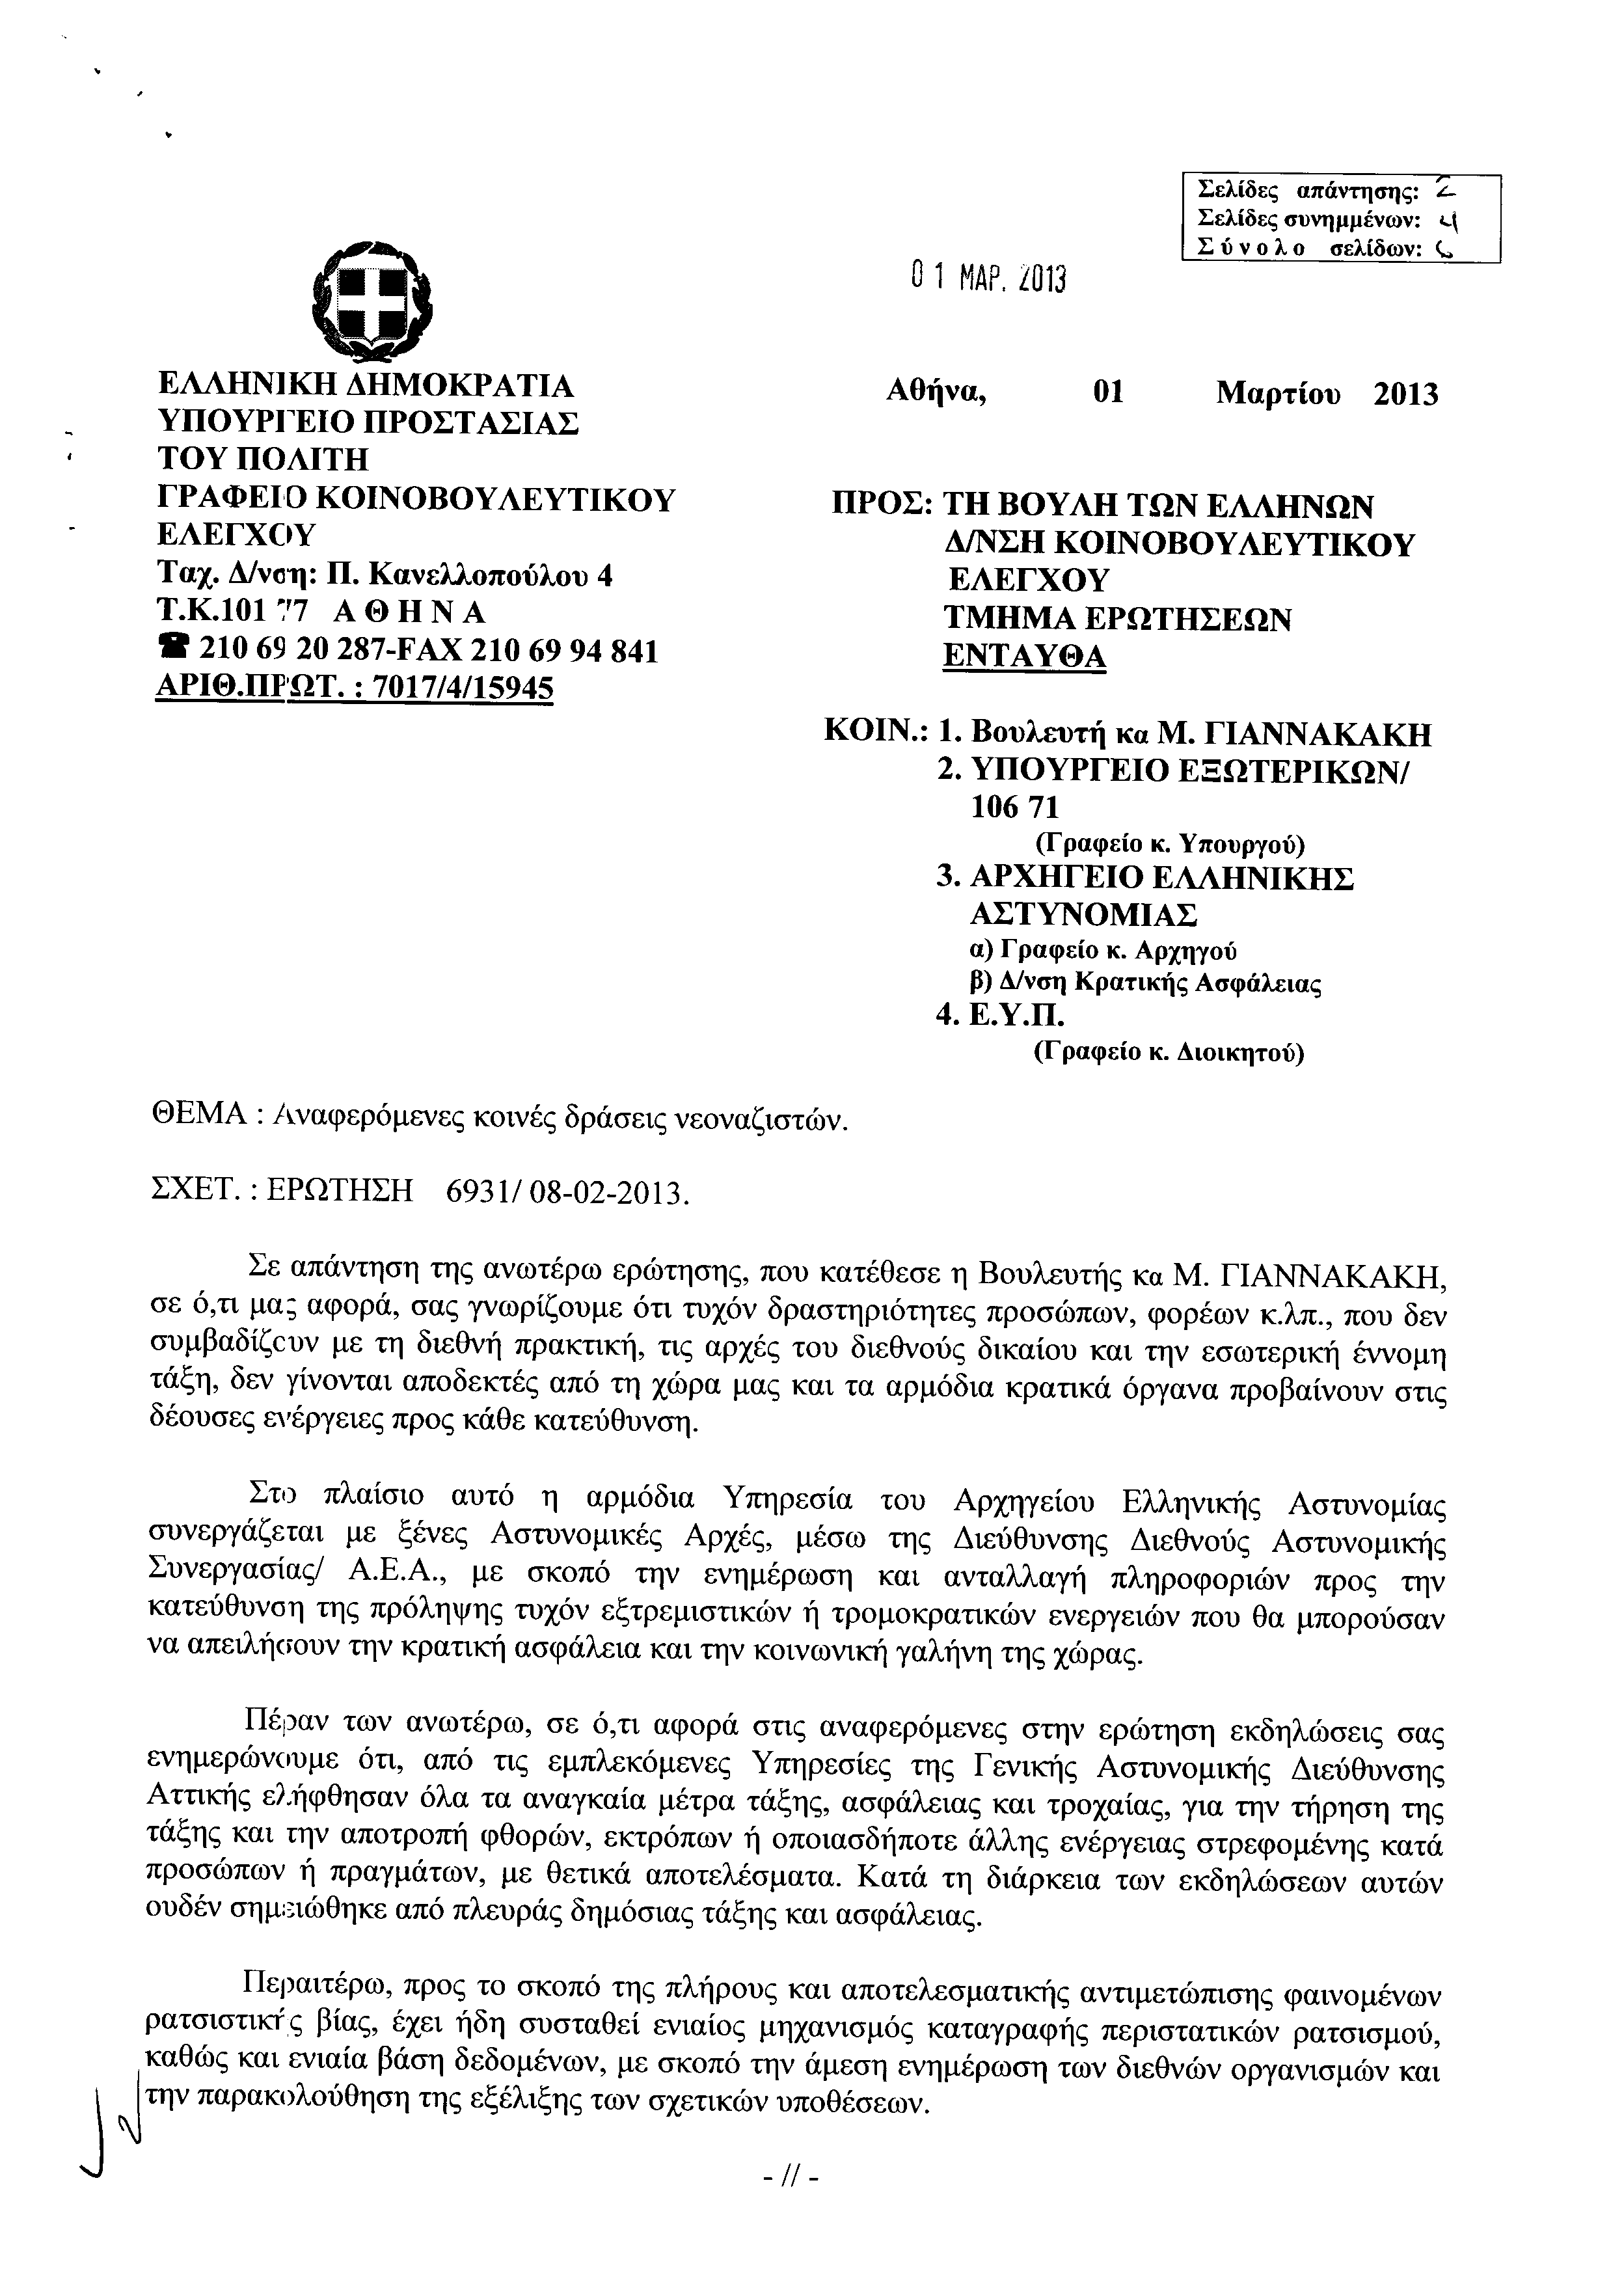 Σελίδες απάντησης: 2
Σελίδες συνημμένων: 4
Σύνολο σελίδων: 6
01 ΜΑΡ. 2013
ΕΛΛΗΝΙΚΗ ΔΗΜΟΚΡΑΤΙΑ
ΥΠΟΥΡΓΕΙΟ ΠΡΟΣΤΑΣΙΑΣ
ΤΟΥ ΠΟΛΙΤΗ
ΓΡΑΦΕΙΟ ΚΟΙΝΟΒΟΥΛΕΥΤΙΚΟΥ
ΕΛΕΓΧΟΥ
Ταχ. Δ/νση: Π. Κανελλοπούλου 4
Τ.Κ.101 77 Α Θ Η Ν Α
☎ 210 69 20 287-FAX 210 69 94 841
ΑΡΙΘ.ΠΡΩΤ. : 7017/4/15945
Αθήνα, 01 Μαρτίου 2013
ΠΡΟΣ: ΤΗ ΒΟΥΛΗ ΤΩΝ ΕΛΛΗΝΩΝ
Δ/ΝΣΗ ΚΟΙΝΟΒΟΥΛΕΥΤΙΚΟΥ
ΕΛΕΓΧΟΥ
ΤΜΗΜΑ ΕΡΩΤΗΣΕΩΝ
ΕΝΤΑΥΘΑ
ΚΟΙΝ.: 1. Βουλευτή κα Μ. ΓΙΑΝΝΑΚΑΚΗ
2. ΥΠΟΥΡΓΕΙΟ ΕΞΩΤΕΡΙΚΩΝ/
106 71
(Γραφείο κ. Υπουργού)
3. ΑΡΧΗΓΕΙΟ ΕΛΛΗΝΙΚΗΣ
ΑΣΤΥΝΟΜΙΑΣ
α) Γραφείο κ. Αρχηγού
β) Δ/νση Κρατικής Ασφάλειας
4. Ε.Υ.Π.
(Γραφείο κ. Διοικητού)
ΘΕΜΑ : Αναφερόμενες κοινές δράσεις νεοναζιστών.
ΣΧΕΤ. : ΕΡΩΤΗΣΗ 6931/ 08-02-2013.
Σε απάντηση της ανωτέρω ερώτησης, που κατέθεσε η Βουλευτής κα Μ. ΓΙΑΝΝΑΚΑΚΗ,
σε ό,τι μας αφορά, σας γνωρίζουμε ότι τυχόν δραστηριότητες προσώπων, φορέων κ.λπ., που δεν
συμβαδίζουν με τη διεθνή πρακτική, τις αρχές του διεθνούς δικαίου και την εσωτερική έννομη
τάξη, δεν γίνονται αποδεκτές από τη χώρα μας και τα αρμόδια κρατικά όργανα προβαίνουν στις
δέουσες ενέργειες προς κάθε κατεύθυνση.
Στο πλαίσιο αυτό η αρμόδια Υπηρεσία του Αρχηγείου Ελληνικής Αστυνομίας
συνεργάζεται με ξένες Αστυνομικές Αρχές, μέσω της Διεύθυνσης Διεθνούς Αστυνομικής
Συνεργασίας/ Α.Ε.Α., με σκοπό την ενημέρωση και ανταλλαγή πληροφοριών προς την
κατεύθυνση της πρόληψης τυχόν εξτρεμιστικών ή τρομοκρατικών ενεργειών που θα μπορούσαν
να απειλήσουν την κρατική ασφάλεια και την κοινωνική γαλήνη της χώρας.
Πέραν των ανωτέρω, σε ό,τι αφορά στις αναφερόμενες στην ερώτηση εκδηλώσεις σας
ενημερώνουμε ότι, από τις εμπλεκόμενες Υπηρεσίες της Γενικής Αστυνομικής Διεύθυνσης
Αττικής ελήφθησαν όλα τα αναγκαία μέτρα τάξης, ασφάλειας και τροχαίας, για την τήρηση της
τάξης και την αποτροπή φθορών, εκτρόπων ή οποιασδήποτε άλλης ενέργειας στρεφομένης κατά
προσώπων ή πραγμάτων, με θετικά αποτελέσματα. Κατά τη διάρκεια των εκδηλώσεων αυτών
ουδέν σημειώθηκε από πλευράς δημόσιας τάξης και ασφάλειας.
Περαιτέρω, προς το σκοπό της πλήρους και αποτελεσματικής αντιμετώπισης φαινομένων
ρατσιστικής βίας, έχει ήδη συσταθεί ενιαίος μηχανισμός καταγραφής περιστατικών ρατσισμού,
καθώς και ενιαία βάση δεδομένων, με σκοπό την άμεση ενημέρωση των διεθνών οργανισμών και
την παρακολούθηση της εξέλιξης των σχετικών υποθέσεων.
- // -